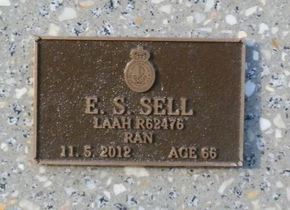 E. S. SELL
LAAH R62476
RAN
11. 5. 2012 AGE 66